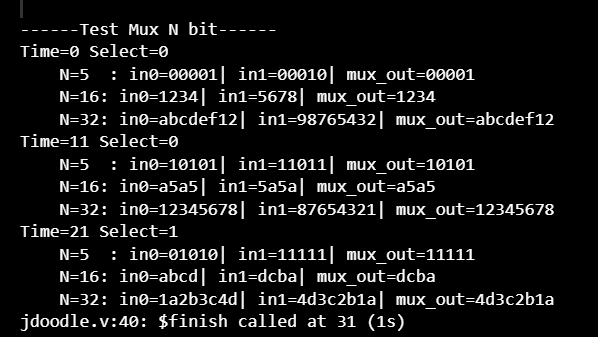 ------Test Mux N bit------
Time=0 Select=0
    N=5  : in0=00001| in1=00010| mux_out=00001
    N=16: in0=1234| in1=5678| mux_out=1234
    N=32: in0=abcdef12| in1=98765432| mux_out=abcdef12
Time=11 Select=0
    N=5  : in0=10101| in1=11011| mux_out=10101
    N=16: in0=a5a5| in1=5a5a| mux_out=a5a5
    N=32: in0=12345678| in1=87654321| mux_out=12345678
Time=21 Select=1
    N=5  : in0=01010| in1=11111| mux_out=11111
    N=16: in0=abcd| in1=dcba| mux_out=dcba
    N=32: in0=1a2b3c4d| in1=4d3c2b1a| mux_out=4d3c2b1a
jdoodle.v:40: $finish called at 31 (1s)